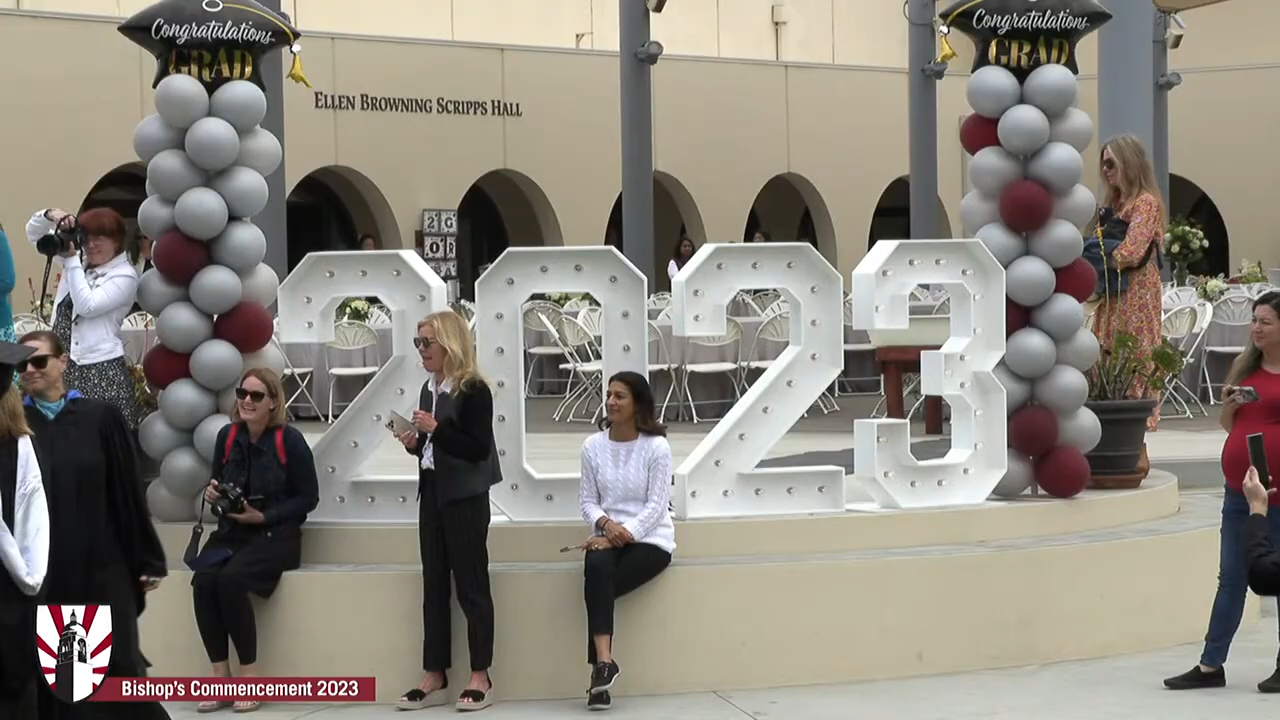 Congratulations
GRAD
Congratulations
GRAD
ELLEN BROWNING SCRIPPS HALL
2023
Bishop's Commencement 2023